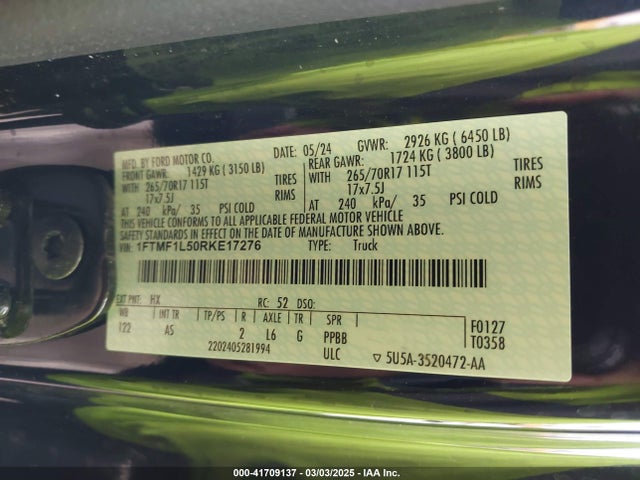 MFD. BY FORD MOTOR CO. DATE: 05/24 GVWR: 2926 KG ( 6450 LB)
FRONT GAWR: 1429 KG ( 3150 LB) REAR GAWR: 1724 KG ( 3800 LB)
WITH 265/70R17 115T TIRES WITH 265/70R17 115T TIRES
17x7.5J RIMS 17x7.5J RIMS
AT 240 kPa/ 35 PSI COLD AT 240 kPa/ 35 PSI COLD
THIS VEHICLE CONFORMS TO ALL APPLICABLE FEDERAL MOTOR VEHICLE
SAFETY STANDARDS IN EFFECT ON THE DATE OF MANUFACTURE SHOWN ABOVE.
VIN: 1FTMF1L50RKE17276 TYPE: Truck
EXT PNT: HX RC: 52 DSO:
WB INT TR TP/PS R AXLE TR SPR F0127
122 A5 2 L6 G PPBB T0358
2202405281994 ULC ▽ 5U5A-3520472-AA
000-41709137 - 03/03/2025 - IAA Inc.